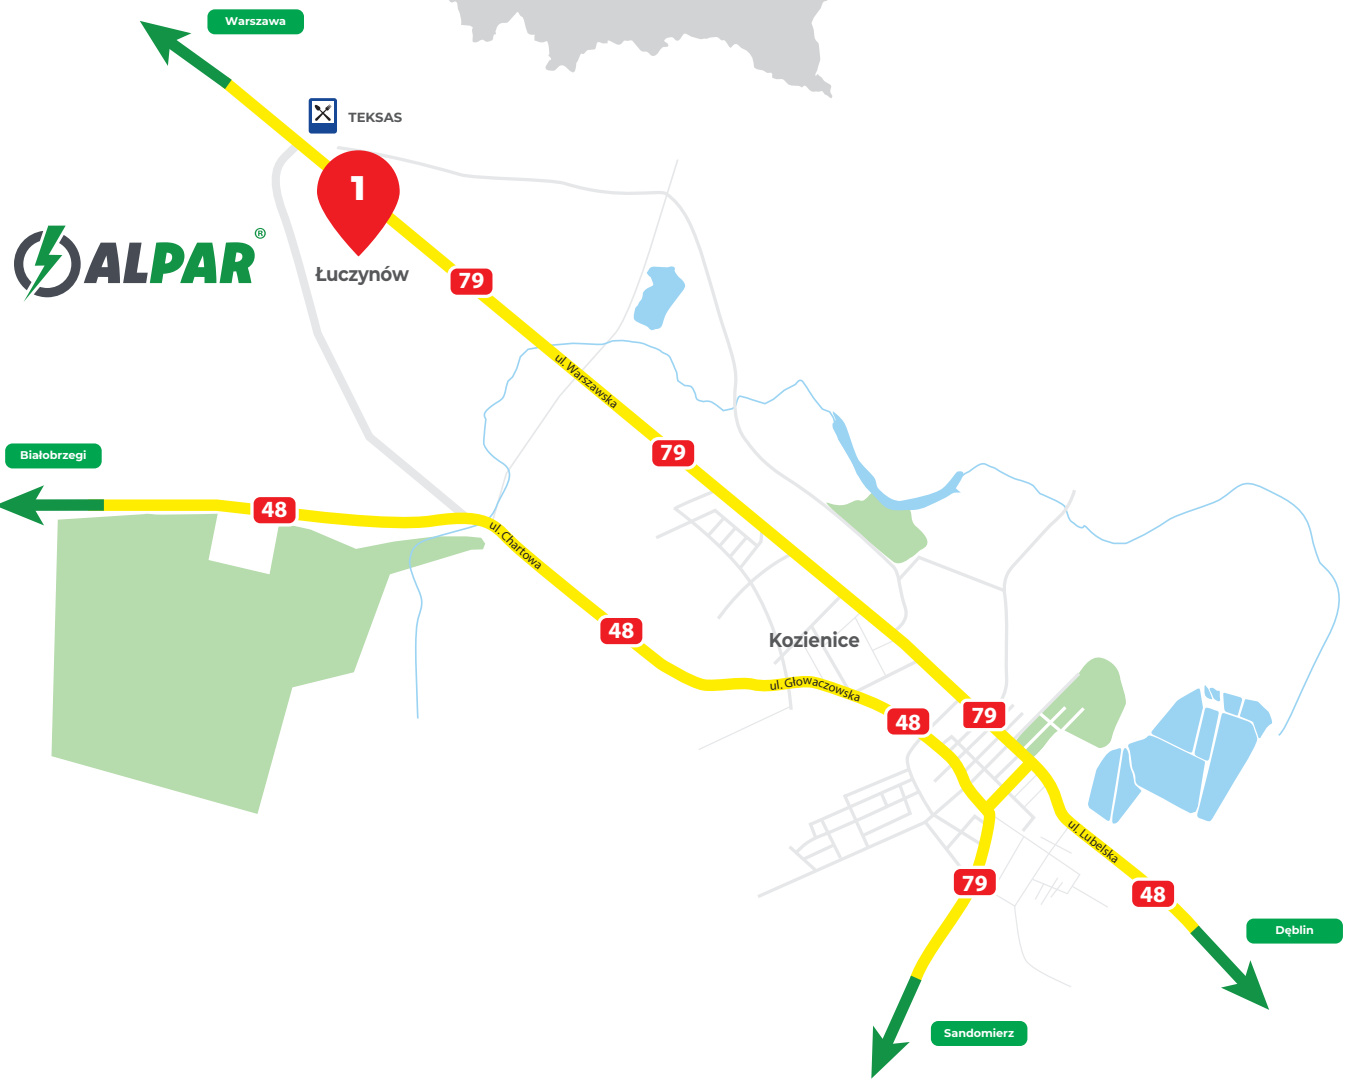 Warszawa
TEKSAS
1
ALPAR®
Łuczynów
79
ul. Warszawska
Białobrzegi
79
48
ul. Chartowa
48
Kozienice
ul. Głowaczowska
48
79
ul. Lubelska
79
48
Dęblin
Sandomierz